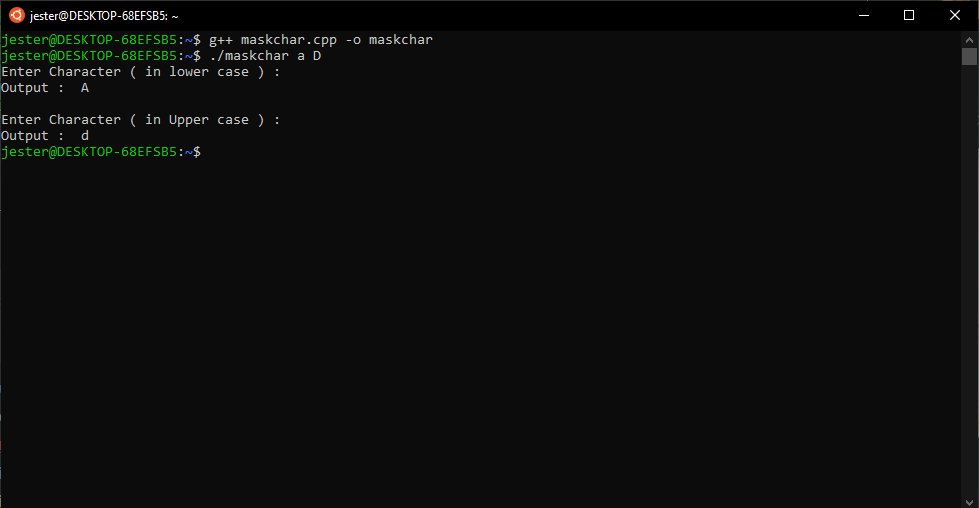 jester@DESKTOP-68EFSB5: ~
jester@DESKTOP-68EFSB5:~$ g++ maskchar.cpp -o maskchar
jester@DESKTOP-68EFSB5:~$ ./maskchar a D
Enter Character ( in lower case ) :
Output :  A
Enter Character ( in Upper case ) :
Output :  d
jester@DESKTOP-68EFSB5:~$